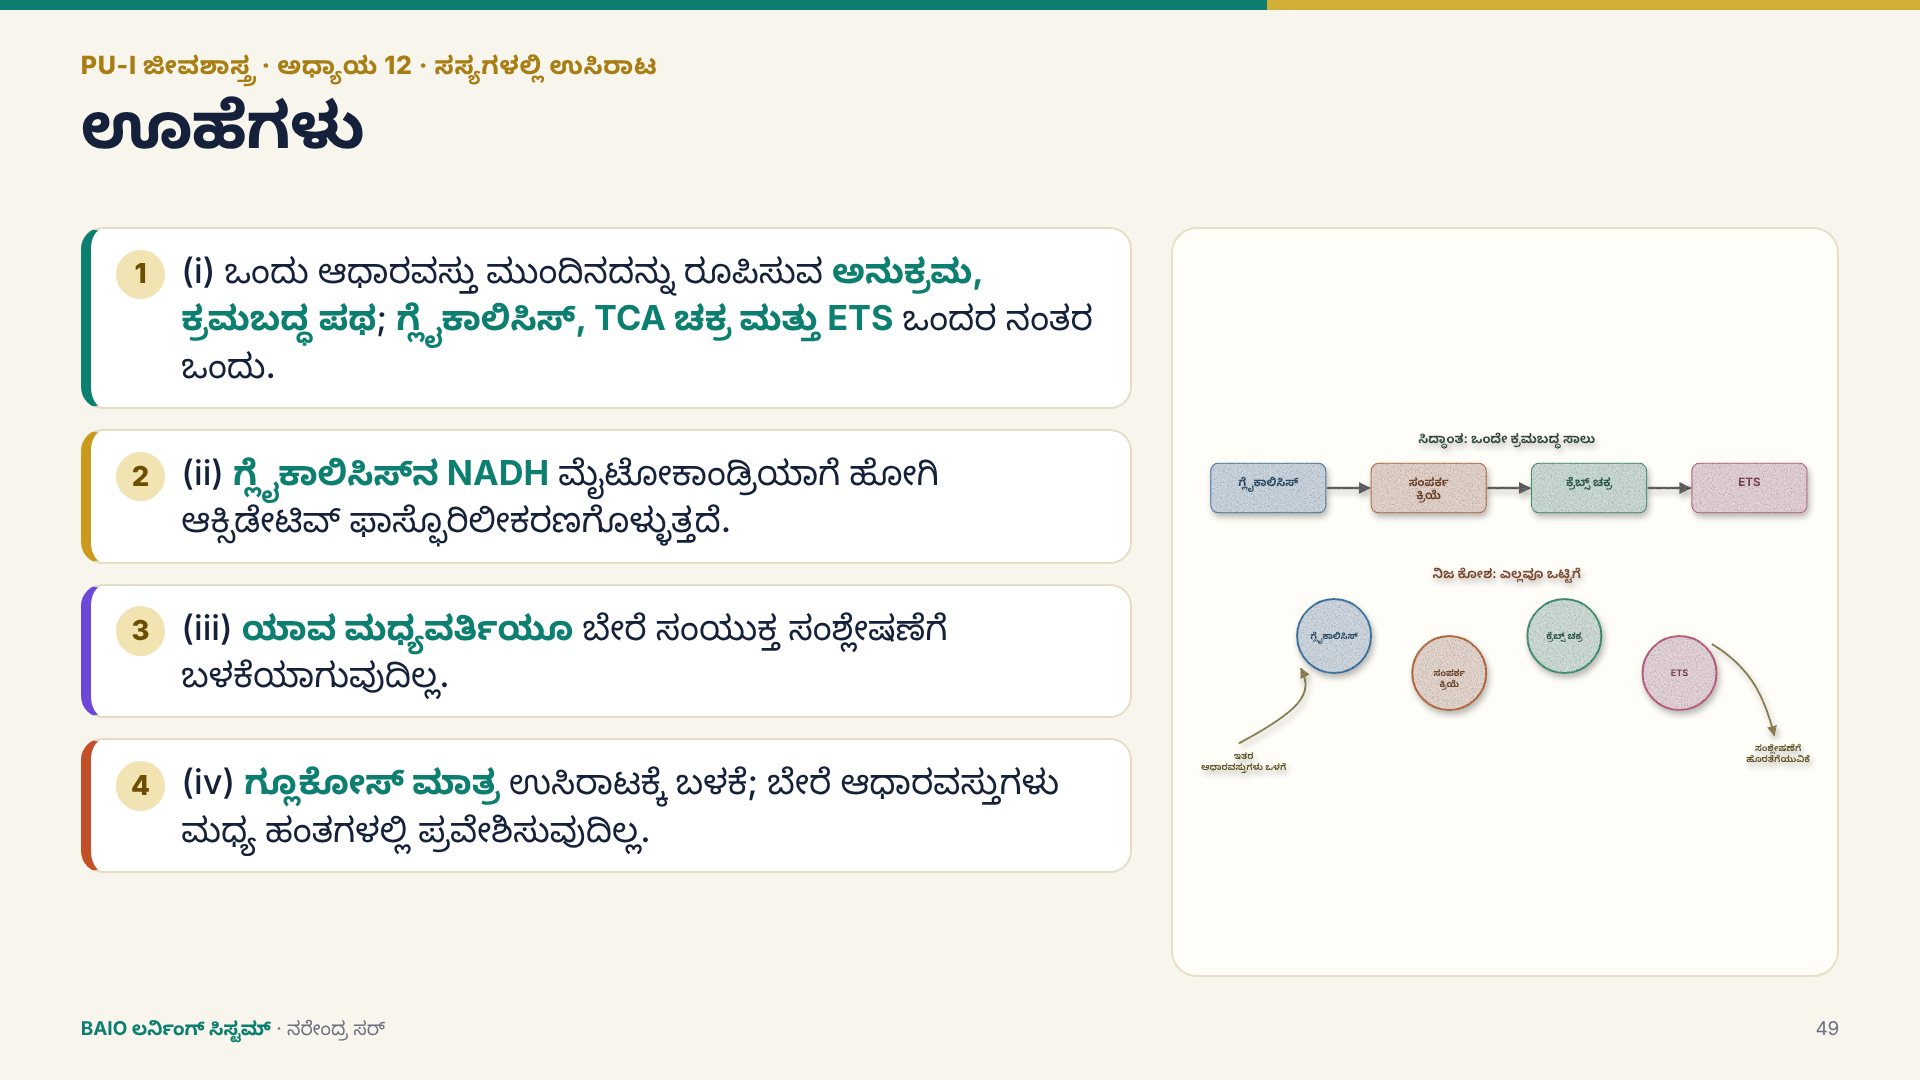 PU-I ಜೀವಶಾಸ್ತ್ರ · ಅಧ್ಯಾಯ 12 · ಸಸ್ಯಗಳಲ್ಲಿ ಉಸಿರಾಟ
ಊಹೆಗಳು
1 (i) ಒಂದು ಆಧಾರವಸ್ತು ಮುಂದಿನದನ್ನು ರೂಪಿಸುವ ಅನುಕ್ರಮ,
ಕ್ರಮಬದ್ಧ ಪಥ; ಗ್ಲೈಕಾಲಿಸಿಸ್, TCA ಚಕ್ರ ಮತ್ತು ETS ಒಂದರ ನಂತರ
ಒಂದು.
2 (ii) ಗ್ಲೈಕಾಲಿಸಿಸ್‌ನ NADH ಮೈಟೋಕಾಂಡ್ರಿಯಾಗೆ ಹೋಗಿ
ಆಕ್ಸಿಡೇಟಿವ್ ಫಾಸ್ಫೊರಿಲೀಕರಣಗೊಳ್ಳುತ್ತದೆ.
3 (iii) ಯಾವ ಮಧ್ಯವರ್ತಿಯೂ ಬೇರೆ ಸಂಯುಕ್ತ ಸಂಶ್ಲೇಷಣೆಗೆ
ಬಳಕೆಯಾಗುವುದಿಲ್ಲ.
4 (iv) ಗ್ಲೂಕೋಸ್ ಮಾತ್ರ ಉಸಿರಾಟಕ್ಕೆ ಬಳಕೆ; ಬೇರೆ ಆಧಾರವಸ್ತುಗಳು
ಮಧ್ಯ ಹಂತಗಳಲ್ಲಿ ಪ್ರವೇಶಿಸುವುದಿಲ್ಲ.
ಸಿದ್ಧಾಂತ: ಒಂದೇ ಕ್ರಮಬದ್ಧ ಸಾಲು
ಗ್ಲೈಕಾಲಿಸಿಸ್
ಸಂಪರ್ಕ
ಕ್ರಿಯೆ
ಕ್ರೆಬ್ಸ್ ಚಕ್ರ
ETS
ನಿಜ ಕೋಶ: ಎಲ್ಲವೂ ಒಟ್ಟಿಗೆ
ಗ್ಲೈಕಾಲಿಸಿಸ್
ಸಂಪರ್ಕ
ಕ್ರಿಯೆ
ಕ್ರೆಬ್ಸ್ ಚಕ್ರ
ETS
ಇತರ
ಆಧಾರವಸ್ತುಗಳು ಒಳಗೆ
ಸಂಶ್ಲೇಷಣೆಗೆ
ಹೊರತೆಗೆಯುವಿಕೆ
BAIO ಲರ್ನಿಂಗ್ ಸಿಸ್ಟಮ್ · ನರೇಂದ್ರ ಸರ್
49